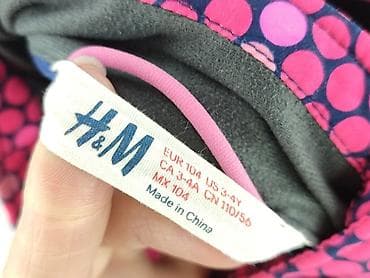 H&M
EUR 104 US 3-4Y
CA 3-4A CN 110/56
MX 104
Made in China